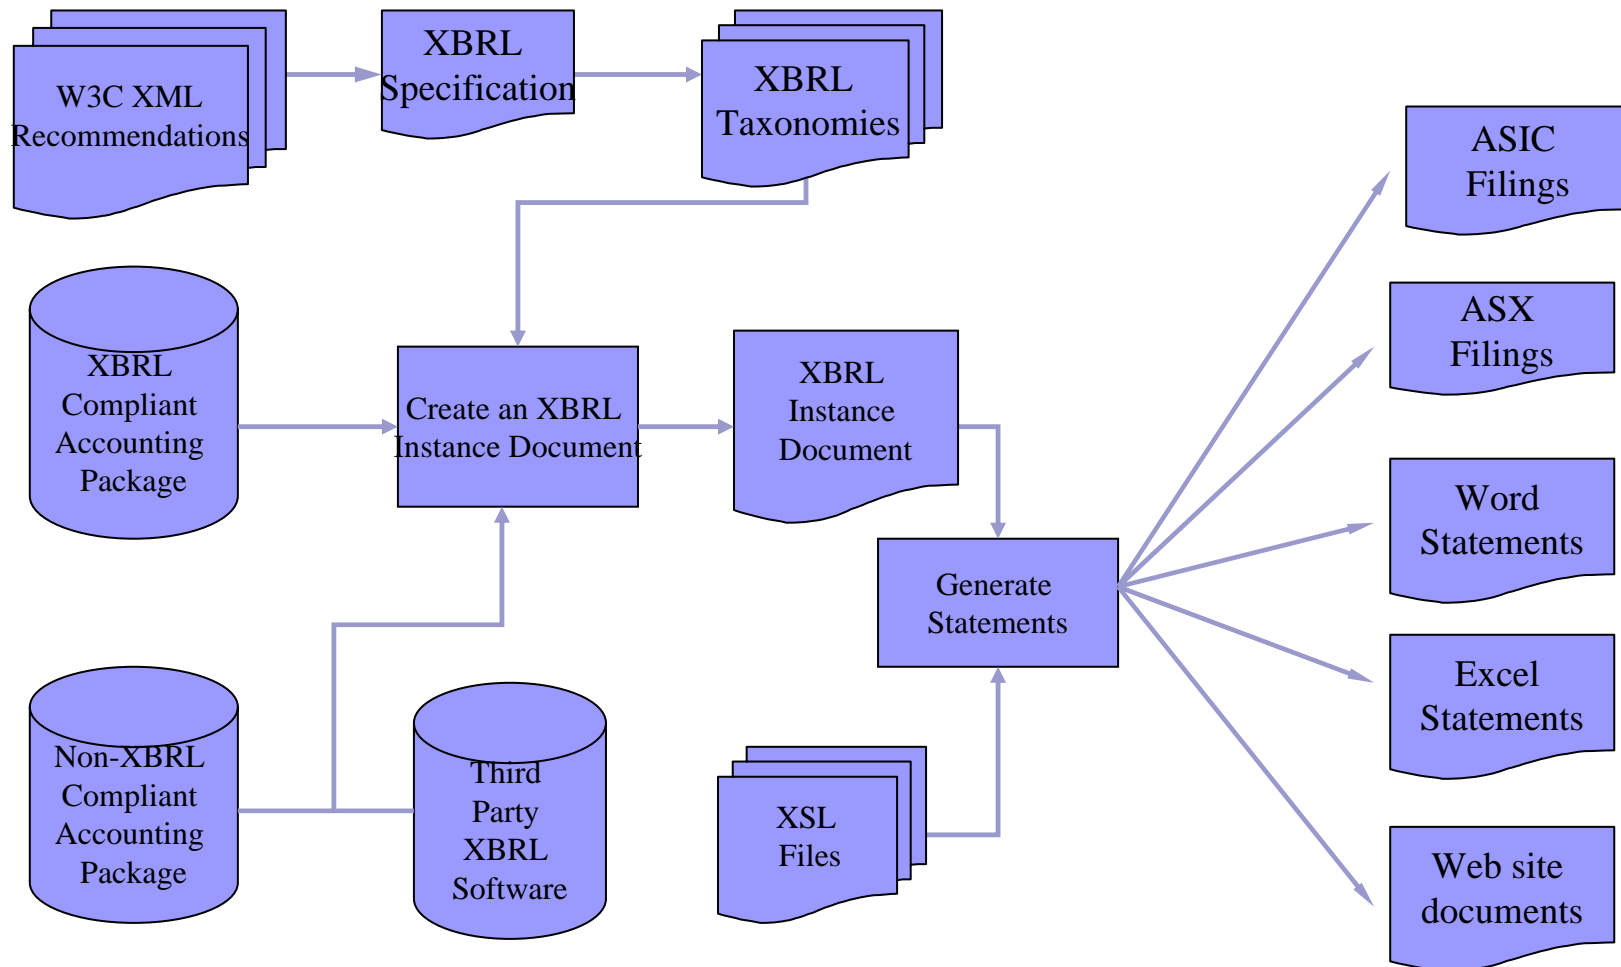 W3C XML
Recommendations
XBRL
Specification
XBRL
Taxonomies
ASIC
Filings
ASX
Filings
XBRL
Compliant
Accounting
Package
Create an XBRL
Instance Document
XBRL
Instance
Document
Word
Statements
Generate
Statements
Excel
Statements
Non-XBRL
Compliant
Accounting
Package
Third
Party
XBRL
Software
XSL
Files
Web site
documents